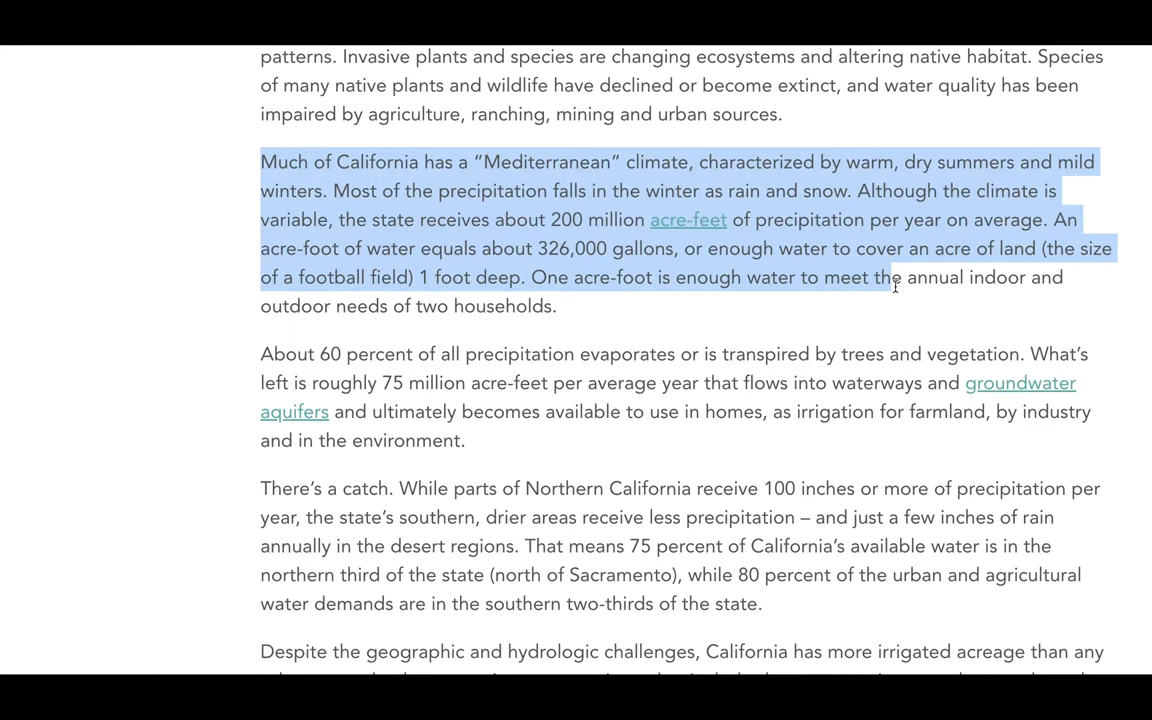 patterns. Invasive plants and species are changing ecosystems and altering native habitat. Species
of many native plants and wildlife have declined or become extinct, and water quality has been
impaired by agriculture, ranching, mining and urban sources.
Much of California has a “Mediterranean” climate, characterized by warm, dry summers and mild
winters. Most of the precipitation falls in the winter as rain and snow. Although the climate is
variable, the state receives about 200 million acre-feet of precipitation per year on average. An
acre-foot of water equals about 326,000 gallons, or enough water to cover an acre of land (the size
of a football field) 1 foot deep. One acre-foot is enough water to meet the annual indoor and
outdoor needs of two households.
About 60 percent of all precipitation evaporates or is transpired by trees and vegetation. What’s
left is roughly 75 million acre-feet per average year that flows into waterways and groundwater
aquifers and ultimately becomes available to use in homes, as irrigation for farmland, by industry
and in the environment.
There’s a catch. While parts of Northern California receive 100 inches or more of precipitation per
year, the state’s southern, drier areas receive less precipitation – and just a few inches of rain
annually in the desert regions. That means 75 percent of California’s available water is in the
northern third of the state (north of Sacramento), while 80 percent of the urban and agricultural
water demands are in the southern two-thirds of the state.
Despite the geographic and hydrologic challenges, California has more irrigated acreage than any